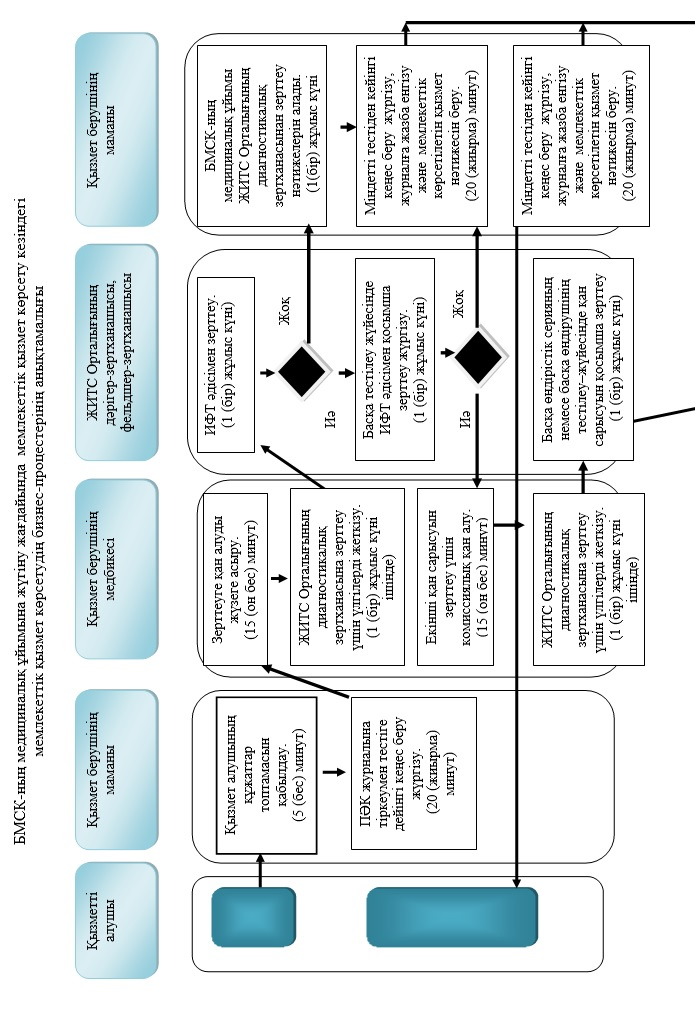 БМСК-ның медициналық ұйымына жүгіну жағдайында  мемлекеттік қызмет көрсету кезіндегі
мемлекеттік қызмет көрсетудің бизнес-процестерінің анықтамалығы
Қызметті
алушы
Қызмет берушінің
маманы
Қызмет берушінің
медбикесі
ЖИТС Орталығының
дәрігер-зертханашысы,
фельдшер-зертханашысы
Қызмет берушінің
маманы
Қызмет алушының
құжаттар
топтамасын
қабылдау.
(5 (бес) минут)
ПӘК журналына
тіркеумен тестіге
дейінгі кеңес беру
жүргізу.
(20 (жиырма)
минут)
Зерттеуге қан алуды
жүзеге асыру.
(15 (он бес) минут)
ЖИТС Орталығының
диагностикалық
зертханасына зерттеу
үшін үлгілерді жеткізу.
(1 (бір) жұмыс күні
ішінде)
Екінші қан сарысуын
зерттеу үшін
комиссиялық қан алу.
(15 (он бес) минут)
ЖИТС Орталығының
диагностикалық
зертханасына зерттеу
үшін үлгілерді жеткізу.
(1 (бір) жұмыс күні
ішінде)
ИФТ әдісімен зерттеу.
(1 (бір) жұмыс күні)
Иә
Жоқ
Басқа тестілеу жүйесінде
ИФТ әдісімен қосымша
зерттеу жүргізу.
(1 (бір) жұмыс күні)
Иә
Жоқ
Басқа өндірістік серияның
немесе басқа өндірушінің
тестілеу–жүйесінде қан
сарысуын қосымша зерттеу
(1 (бір) жұмыс күні)
БМСК-ның
медициналық ұйымы
ЖИТС Орталығының
диагностикалық
зертханасынан зерттеу
нәтижелерін алады.
(1(бір) жұмыс күні
Міндетті тестіден кейінгі
кеңес беру  жүргізу,
журналға жазба енгізу
және  мемлекеттік
көрсетілетін қызмет
нәтижесін беру.
(20 (жиырма) минут)
Міндетті тестіден кейінгі
кеңес беру  жүргізу,
журналға жазба енгізу
және  мемлекеттік
көрсетілетін қызмет
нәтижесін беру.
(20 (жиырма) минут)